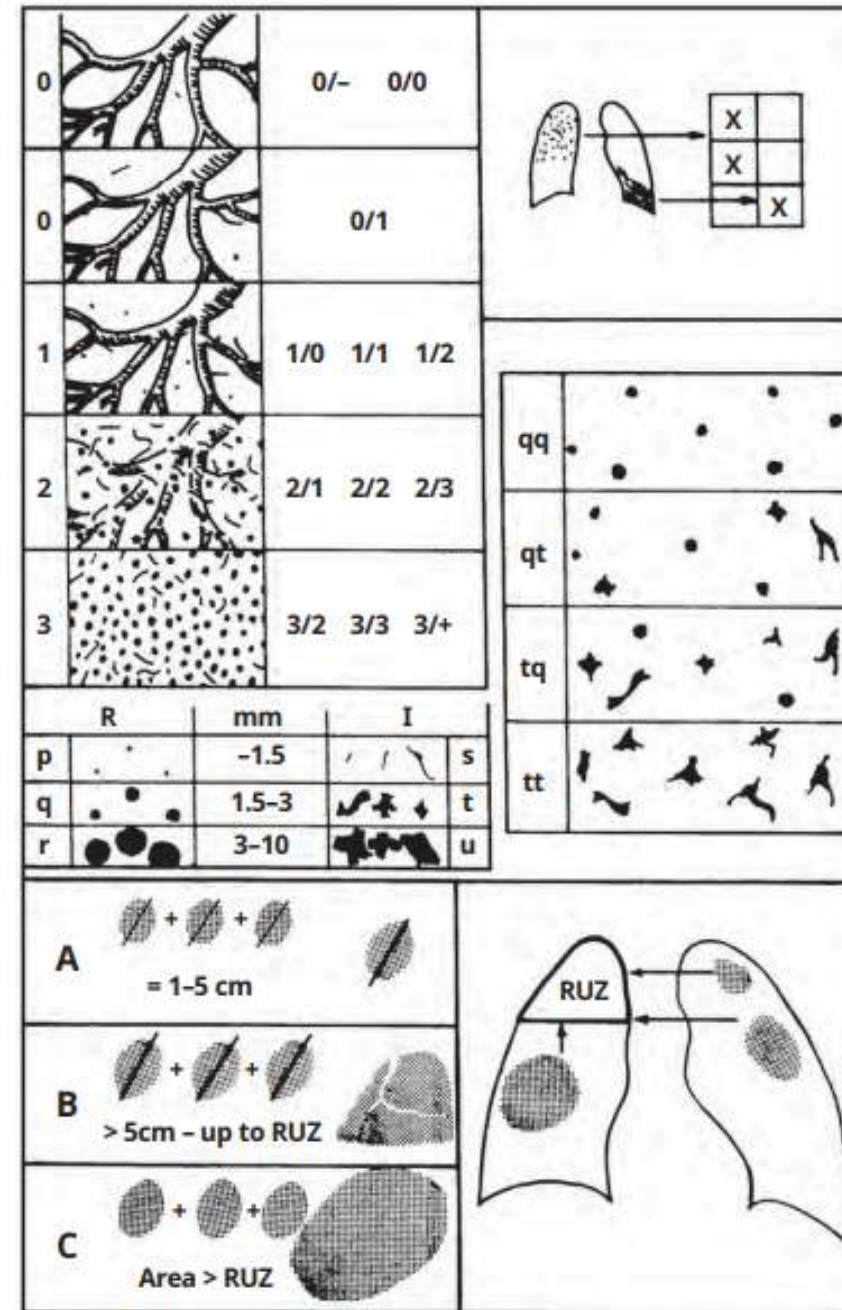 0 0/– 0/0
0 0/1
1 1/0 1/1 1/2
2 2/1 2/2 2/3
3 3/2 3/3 3/+
R mm I
p –1.5 s
q 1.5–3 t
r 3–10 u
X
X
X
qq
qt
tq
tt
A + +
= 1–5 cm
B + +
> 5cm – up to RUZ
C + +
Area > RUZ
RUZ